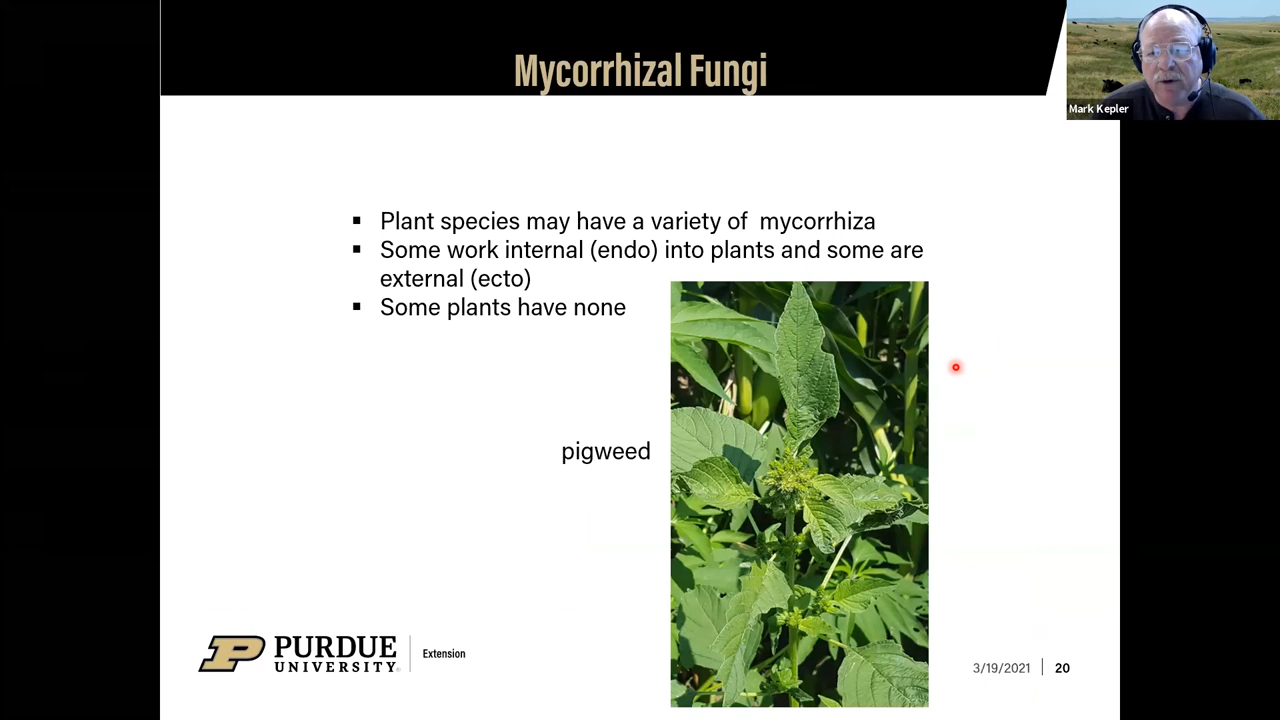 Mycorrhizal Fungi
Mark Kepler
▪ Plant species may have a variety of  mycorrhiza
▪ Some work internal (endo) into plants and some are
external (ecto)
▪ Some plants have none
pigweed
P PURDUE
UNIVERSITY®
Extension
3/19/2021 | 20